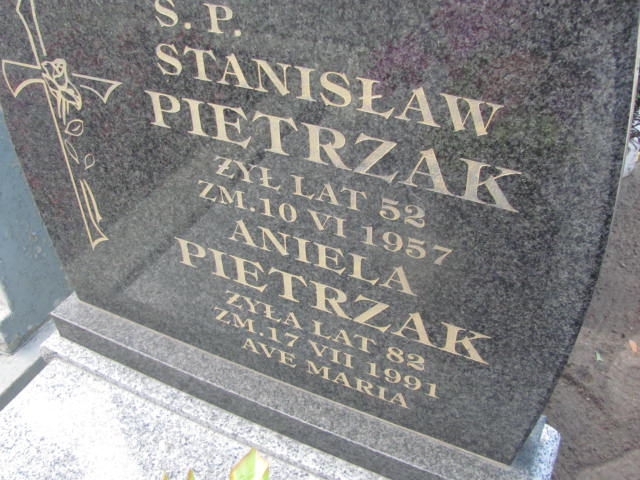 Ś. P.
STANISŁAW
PIETRZAK
ŻYŁ LAT 52
ZM. 10 VI 1957
ANIELA
PIETRZAK
ŻYŁA LAT 82
ZM. 17 VII 1991
AVE MARIA